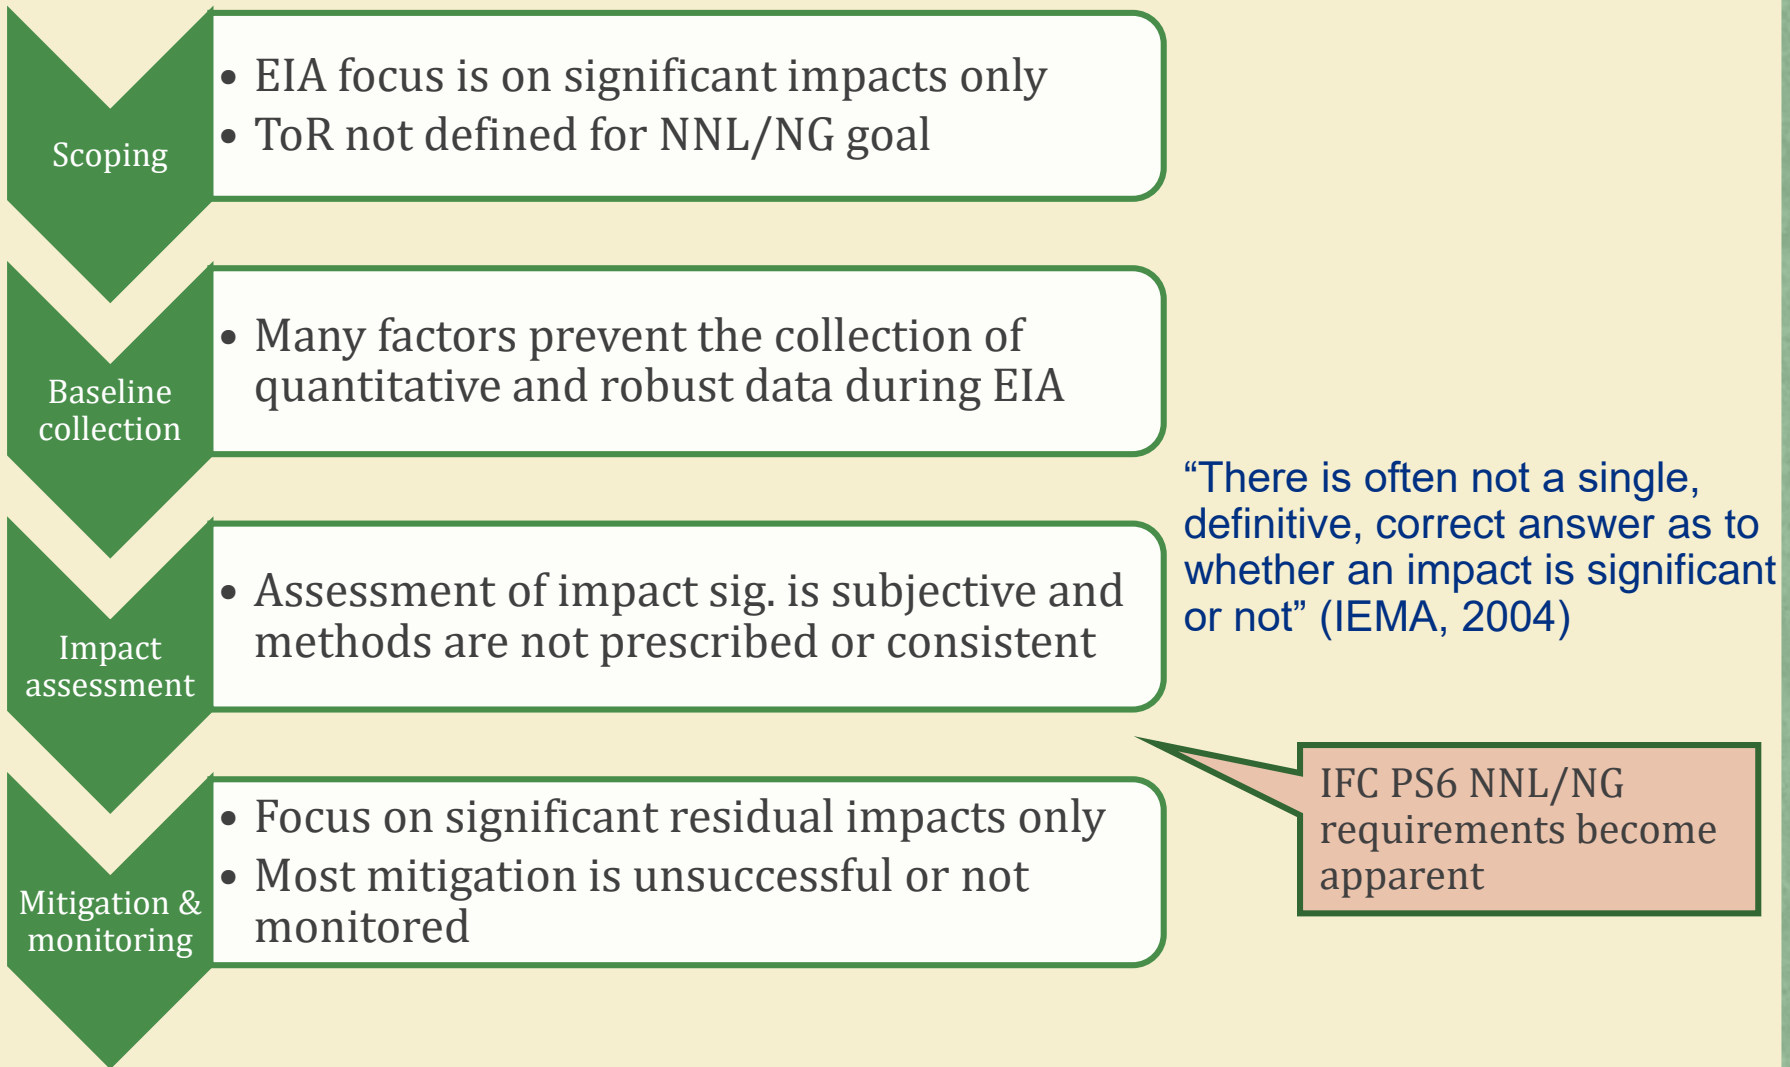 Scoping
• EIA focus is on significant impacts only
• ToR not defined for NNL/NG goal
Baseline
collection
• Many factors prevent the collection of
quantitative and robust data during EIA
Impact
assessment
• Assessment of impact sig. is subjective and
methods are not prescribed or consistent
“There is often not a single,
definitive, correct answer as to
whether an impact is significant
or not” (IEMA, 2004)
Mitigation &
monitoring
• Focus on significant residual impacts only
• Most mitigation is unsuccessful or not
monitored
IFC PS6 NNL/NG
requirements become
apparent